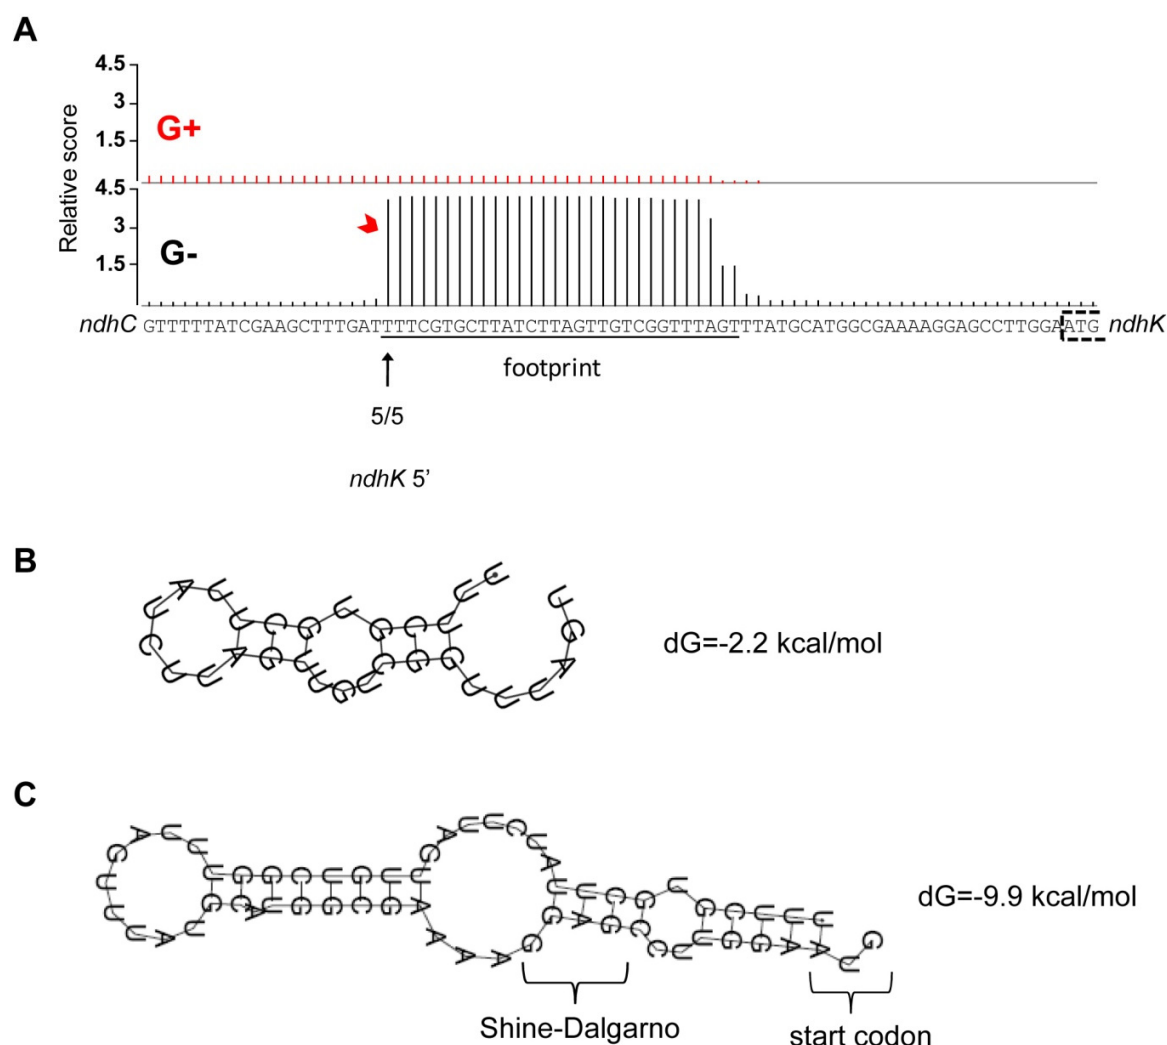 A
Relative score
4.5
3
1.5
G+
4.5
3
1.5
G-
ndhC GTTTTTATCGAAGCTTTGATTTTCGTGCTTATCTTAGTTGTCGGTTTAGTTTATGCATGGCGAAAAGGAGCCTTGGAATG ndhK
footprint
5/5
ndhK 5’
B
dG=-2.2 kcal/mol
C
dG=-9.9 kcal/mol
Shine-Dalgarno
start codon